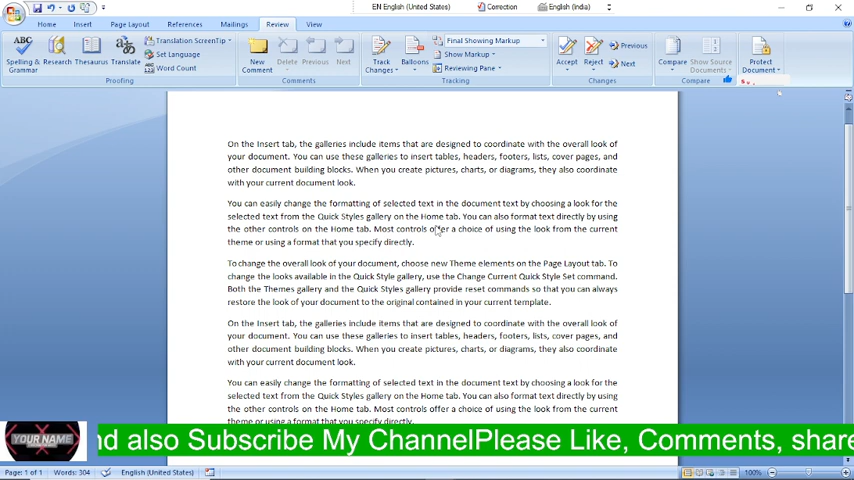 EN English (United States) Correction English (India)
Home Insert Page Layout References Mailings Review View
Spelling & Grammar Research Thesaurus Translate Translation ScreenTip Set Language Word Count
New Comment Delete Previous Next
Track Changes Balloons Final Showing Markup Show Markup Reviewing Pane
Accept Reject Previous Next
Compare Show Source Documents Protect Document
Proofing Comments Tracking Changes Compare
On the Insert tab, the galleries include items that are designed to coordinate with the overall look of
your document. You can use these galleries to insert tables, headers, footers, lists, cover pages, and
other document building blocks. When you create pictures, charts, or diagrams, they also coordinate
with your current document look.
You can easily change the formatting of selected text in the document text by choosing a look for the
selected text from the Quick Styles gallery on the Home tab. You can also format text directly by using
the other controls on the Home tab. Most controls offer a choice of using the look from the current
theme or using a format that you specify directly.
To change the overall look of your document, choose new Theme elements on the Page Layout tab. To
change the looks available in the Quick Style gallery, use the Change Current Quick Style Set command.
Both the Themes gallery and the Quick Styles gallery provide reset commands so that you can always
restore the look of your document to the original contained in your current template.
On the Insert tab, the galleries include items that are designed to coordinate with the overall look of
your document. You can use these galleries to insert tables, headers, footers, lists, cover pages, and
other document building blocks. When you create pictures, charts, or diagrams, they also coordinate
with your current document look.
You can easily change the formatting of selected text in the document text by choosing a look for the
selected text from the Quick Styles gallery on the Home tab. You can also format text directly by using
the other controls on the Home tab. Most controls offer a choice of using the look from the current
theme or using a format that you specify directly.
YOUR NAME
nd also Subscribe My ChannelPlease Like, Comments, share
Page: 1 of 1 Words: 304 English (United States) 100%